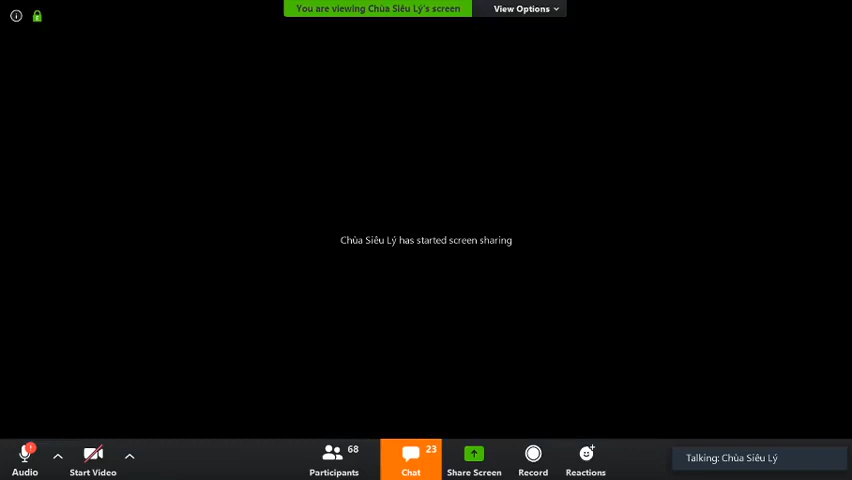 You are viewing Chùa Siêu Lý's screen
View Options
Chùa Siêu Lý has started screen sharing
Audio
Start Video
68
Participants
23
Chat
Share Screen
Record
Reactions
Talking: Chùa Siêu Lý